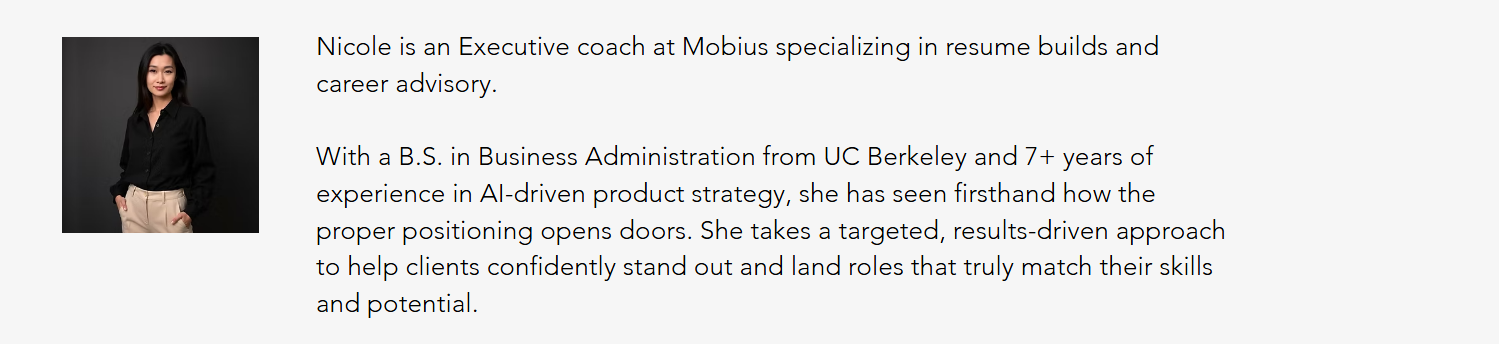 Nicole is an Executive coach at Mobius specializing in resume builds and
career advisory.
With a B.S. in Business Administration from UC Berkeley and 7+ years of
experience in AI-driven product strategy, she has seen firsthand how the
proper positioning opens doors. She takes a targeted, results-driven approach
to help clients confidently stand out and land roles that truly match their skills
and potential.